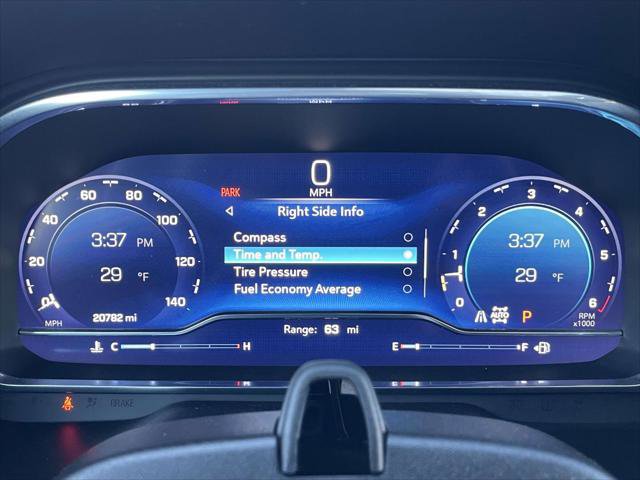 0
MPH
PARK
Right Side Info
Compass
Time and Temp.
Tire Pressure
Fuel Economy Average
0 20 40 60 80 100 120 140
3:37 PM
29 °F
20782 mi
MPH
0 1 2 3 4 5 6
3:37 PM
29 °F
AUTO P
RPM
x1000
Range: 63 mi
C H
E F
BRAKE